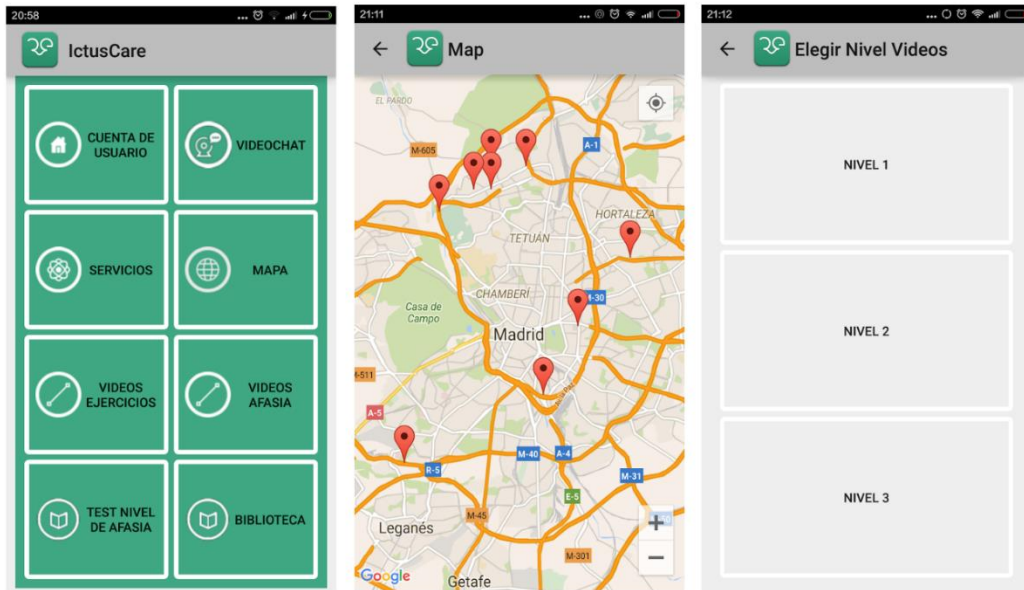 20:58
IctusCare
CUENTA DE
USUARIO
VIDEOCHAT
SERVICIOS
MAPA
VIDEOS
EJERCICIOS
VIDEOS
AFASIA
TEST NIVEL
DE AFASIA
BIBLIOTECA
21:11
Map
EL PARDO
M-605
A-1
HORTALEZA
TETUÁN
CHAMBERÍ
M-30
Casa de
Campo
Madrid
A-5
M-40
A-4
R-5
M-31
E-5
M-45
Leganés
M-301
Google
Getafe
21:12
Elegir Nivel Videos
NIVEL 1
NIVEL 2
NIVEL 3